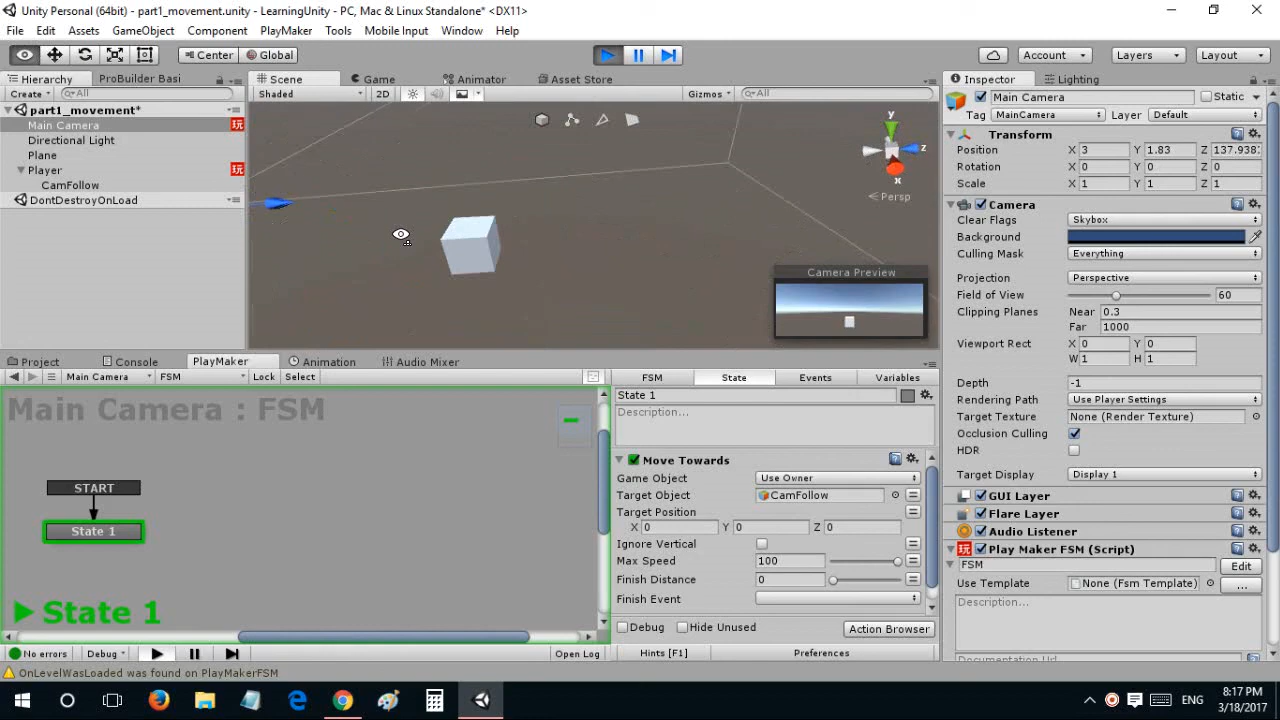 Unity Personal (64bit) - part1_movement.unity - LearningUnity - PC, Mac & Linux Standalone* <DX11>
File Edit Assets GameObject Component PlayMaker Tools Mobile Input Window Help
Center Global Account Layers Layout
Hierarchy ProBuilder Basi Scene Game Animator Asset Store Inspector Lighting
Create All Shaded 2D Gizmos All
part1_movement*
Main Camera
Directional Light
Plane
Player
CamFollow
DontDestroyOnLoad
y
z
x
Persp
Camera Preview
Main Camera Static
Tag MainCamera Layer Default
Transform
Position X 3 Y 1.83 Z 137.938
Rotation X 0 Y 0 Z 0
Scale X 1 Y 1 Z 1
Camera
Clear Flags Skybox
Background
Culling Mask Everything
Projection Perspective
Field of View 60
Clipping Planes Near 0.3
Far 1000
Viewport Rect X 0 Y 0
W 1 H 1
Depth -1
Rendering Path Use Player Settings
Target Texture None (Render Texture)
Occlusion Culling
HDR
Target Display Display 1
GUI Layer
Flare Layer
Audio Listener
Play Maker FSM (Script)
FSM Edit
Use Template None (Fsm Template) ...
Description...
Project Console PlayMaker Animation Audio Mixer
Main Camera FSM Lock Select
Main Camera : FSM
START
State 1
State 1
FSM State Events Variables
State 1
Description...
Move Towards
Game Object Use Owner
Target Object CamFollow
Target Position
X 0 Y 0 Z 0
Ignore Vertical
Max Speed 100
Finish Distance 0
Finish Event
Debug Hide Unused Action Browser
No errors Debug Open Log Hints [F1] Preferences
OnLevelWasLoaded was found on PlayMakerFSM
ENG 8:17 PM
3/18/2017